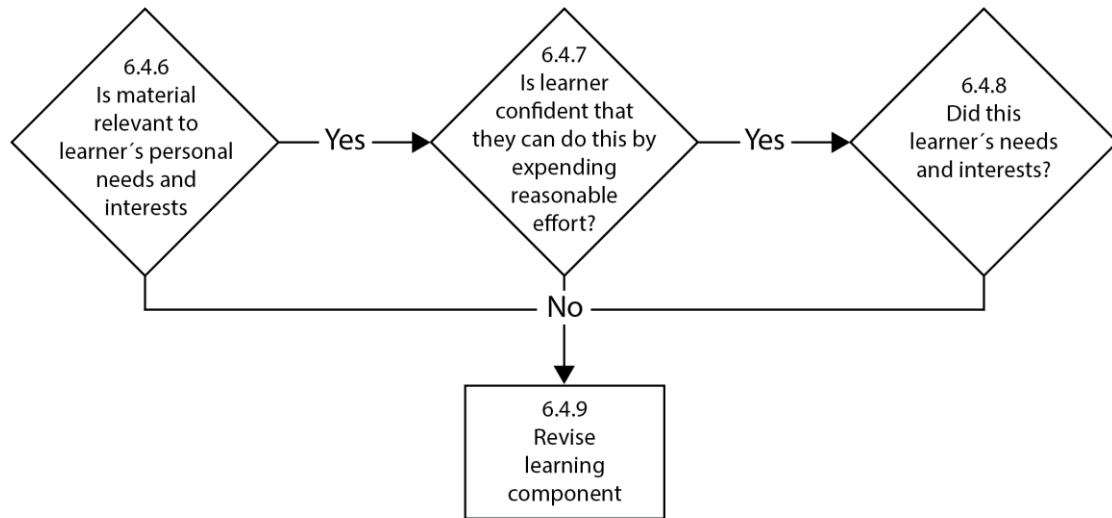 6.4.6
Is material
relevant to
learner´s personal
needs and
interests
Yes
6.4.7
Is learner
confident that
they can do this by
expending
reasonable
effort?
Yes
6.4.8
Did this
learner´s needs
and interests?
No
6.4.9
Revise
learning
component